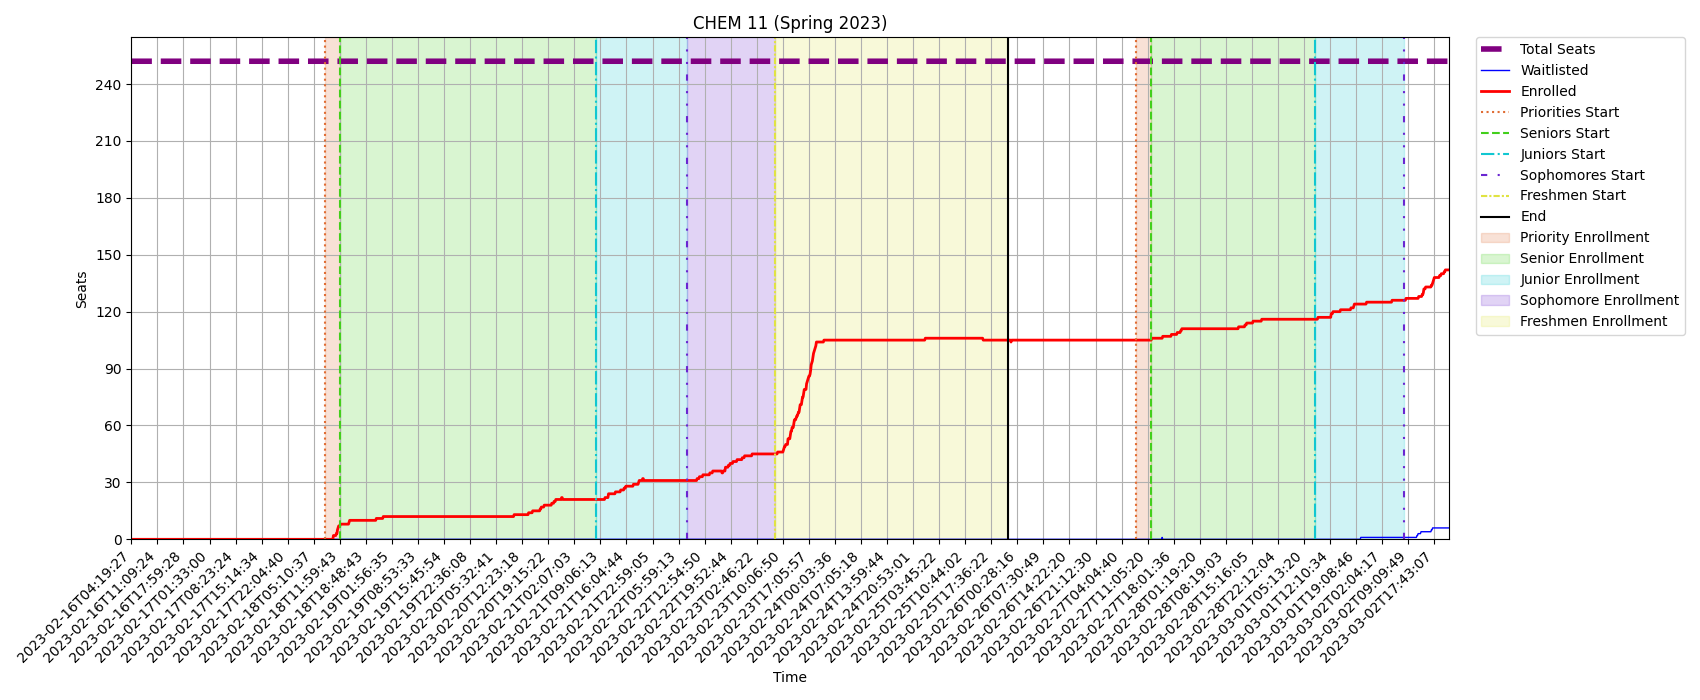 CHEM 11 (Spring 2023)
Seats
240
210
180
150
120
90
60
30
0
2023-02-16T04:19:27
2023-02-16T11:09:24
2023-02-16T17:59:28
2023-02-17T01:33:00
2023-02-17T08:23:24
2023-02-17T15:14:34
2023-02-17T22:04:40
2023-02-18T05:10:37
2023-02-18T11:59:43
2023-02-18T18:48:43
2023-02-19T01:56:35
2023-02-19T08:53:33
2023-02-19T15:45:54
2023-02-19T22:36:08
2023-02-20T05:32:41
2023-02-20T12:23:18
2023-02-20T19:15:22
2023-02-21T02:07:03
2023-02-21T09:06:13
2023-02-21T16:04:44
2023-02-21T22:59:05
2023-02-22T05:59:13
2023-02-22T12:54:50
2023-02-22T19:52:44
2023-02-23T02:46:22
2023-02-23T10:06:50
2023-02-23T17:05:57
2023-02-24T00:03:36
2023-02-24T07:05:18
2023-02-24T13:59:44
2023-02-24T20:53:01
2023-02-25T03:45:22
2023-02-25T10:44:02
2023-02-25T17:36:22
2023-02-26T00:28:16
2023-02-26T07:30:49
2023-02-26T14:22:20
2023-02-26T21:12:30
2023-02-27T04:04:40
2023-02-27T11:05:20
2023-02-27T18:01:36
2023-02-28T01:19:20
2023-02-28T08:19:03
2023-02-28T15:16:05
2023-02-28T22:12:04
2023-03-01T05:13:20
2023-03-01T12:10:34
2023-03-01T19:08:46
2023-03-02T02:04:17
2023-03-02T09:09:49
2023-03-02T17:43:07
Time
Total Seats
Waitlisted
Enrolled
Priorities Start
Seniors Start
Juniors Start
Sophomores Start
Freshmen Start
End
Priority Enrollment
Senior Enrollment
Junior Enrollment
Sophomore Enrollment
Freshmen Enrollment